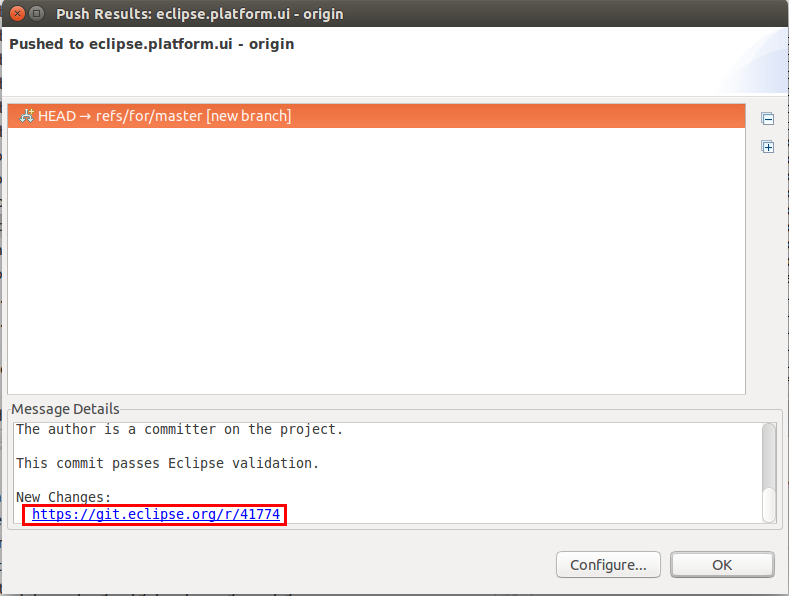 Push Results: eclipse.platform.ui - origin
Pushed to eclipse.platform.ui - origin
HEAD → refs/for/master [new branch]
Message Details
The author is a committer on the project.
This commit passes Eclipse validation.
New Changes:
https://git.eclipse.org/r/41774
Configure... OK